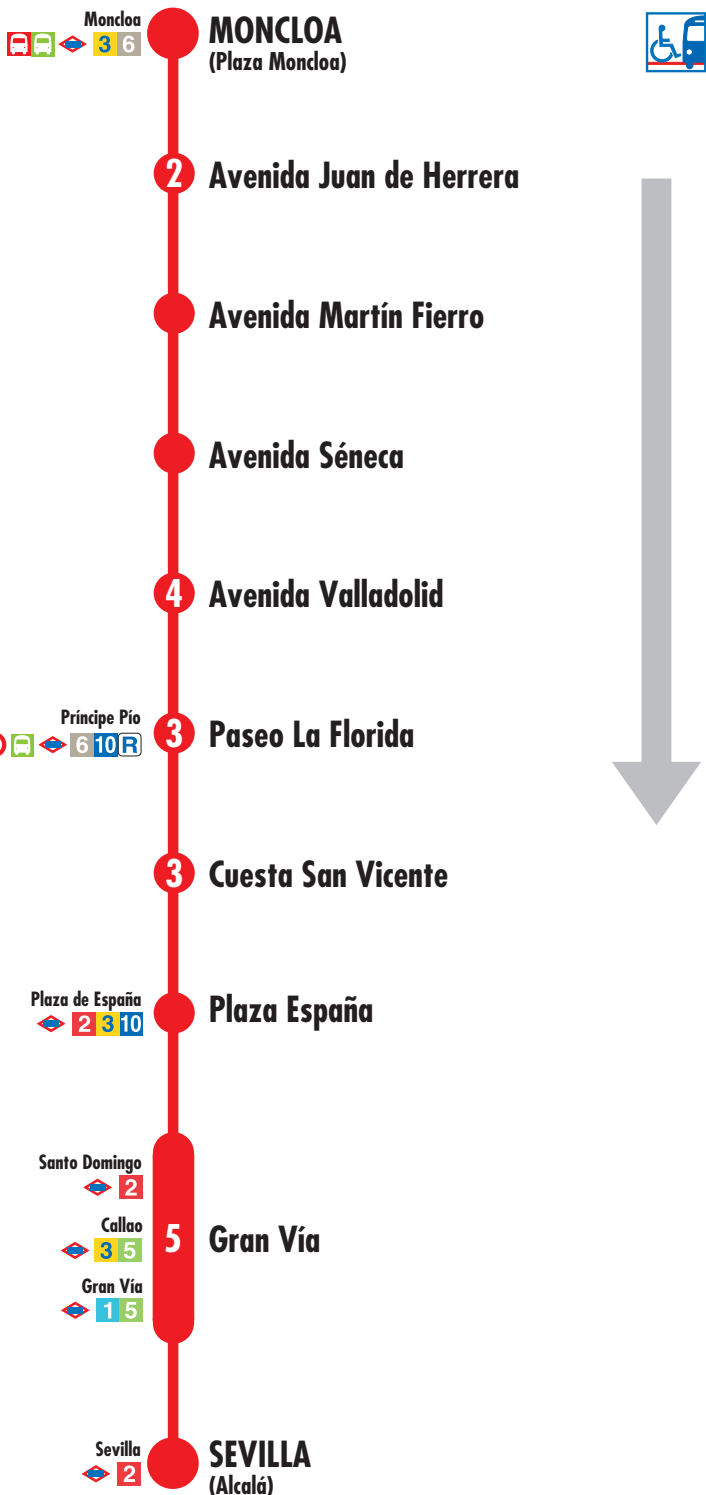 Moncloa
3 6
MONCLOA
(Plaza Moncloa)
2 Avenida Juan de Herrera
Avenida Martín Fierro
Avenida Séneca
4 Avenida Valladolid
Príncipe Pío
6 10 R
3 Paseo La Florida
3 Cuesta San Vicente
Plaza de España
2 3 10
Plaza España
Santo Domingo
2
Callao
3 5
5 Gran Vía
Gran Vía
1 5
Sevilla
2
SEVILLA
(Alcalá)